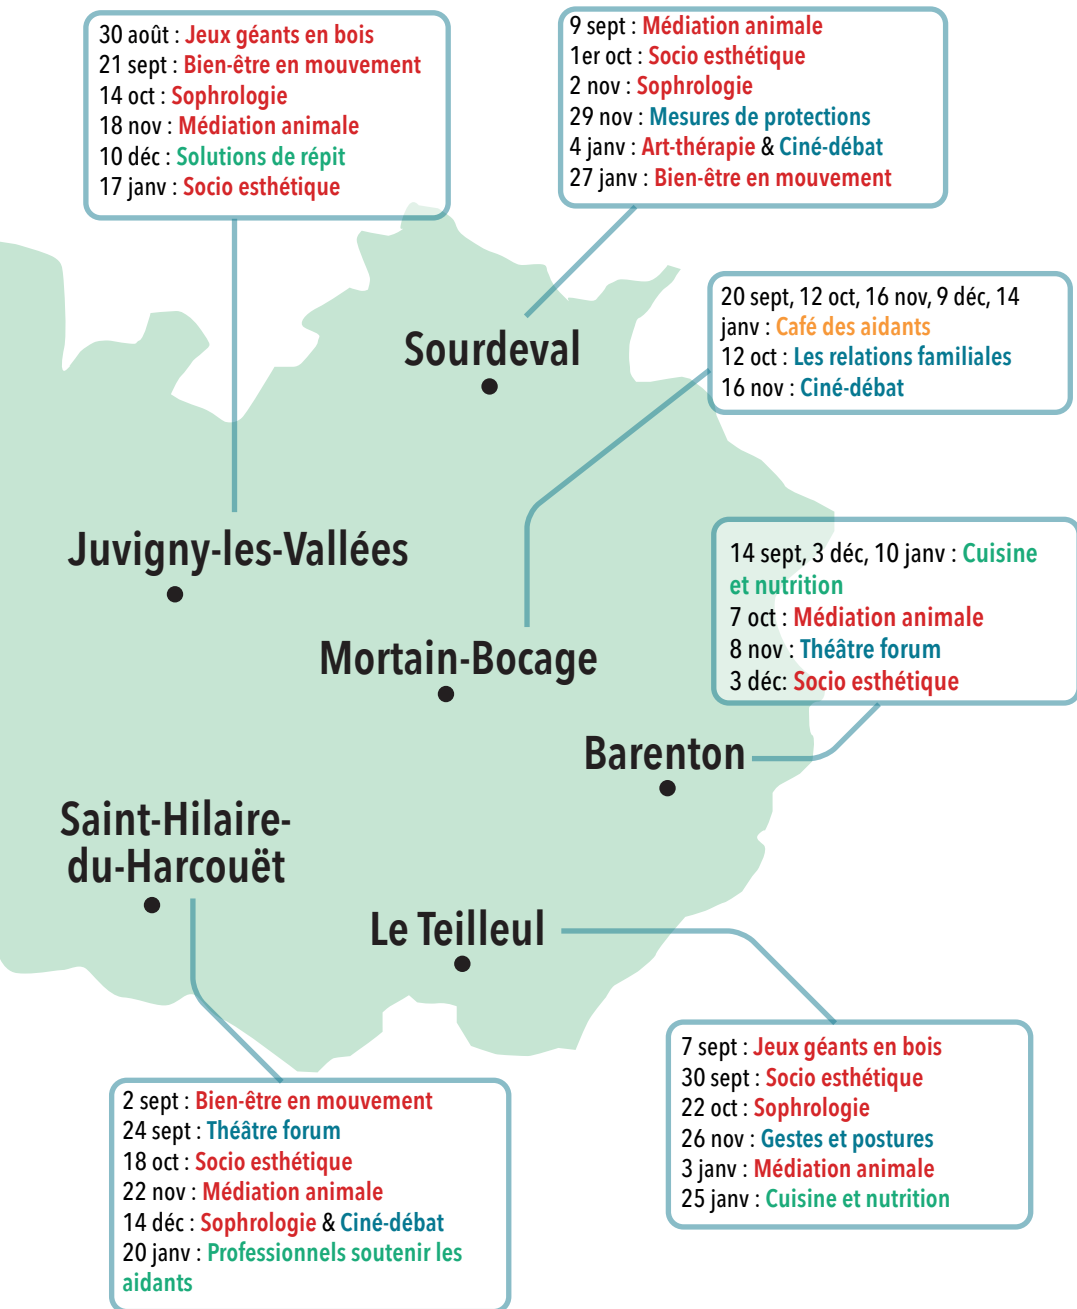 30 août : Jeux géants en bois
21 sept : Bien-être en mouvement
14 oct : Sophrologie
18 nov : Médiation animale
10 déc : Solutions de répit
17 janv : Socio esthétique
9 sept : Médiation animale
1er oct : Socio esthétique
2 nov : Sophrologie
29 nov : Mesures de protections
4 janv : Art-thérapie & Ciné-débat
27 janv : Bien-être en mouvement
20 sept, 12 oct, 16 nov, 9 déc, 14
janv : Café des aidants
12 oct : Les relations familiales
16 nov : Ciné-débat
Sourdeval
Juvigny-les-Vallées
14 sept, 3 déc, 10 janv : Cuisine
et nutrition
7 oct : Médiation animale
8 nov : Théâtre forum
3 déc: Socio esthétique
Mortain-Bocage
Barenton
Saint-Hilaire-
du-Harcouët
Le Teilleul
7 sept : Jeux géants en bois
30 sept : Socio esthétique
22 oct : Sophrologie
26 nov : Gestes et postures
3 janv : Médiation animale
25 janv : Cuisine et nutrition
2 sept : Bien-être en mouvement
24 sept : Théâtre forum
18 oct : Socio esthétique
22 nov : Médiation animale
14 déc : Sophrologie & Ciné-débat
20 janv : Professionnels soutenir les
aidants